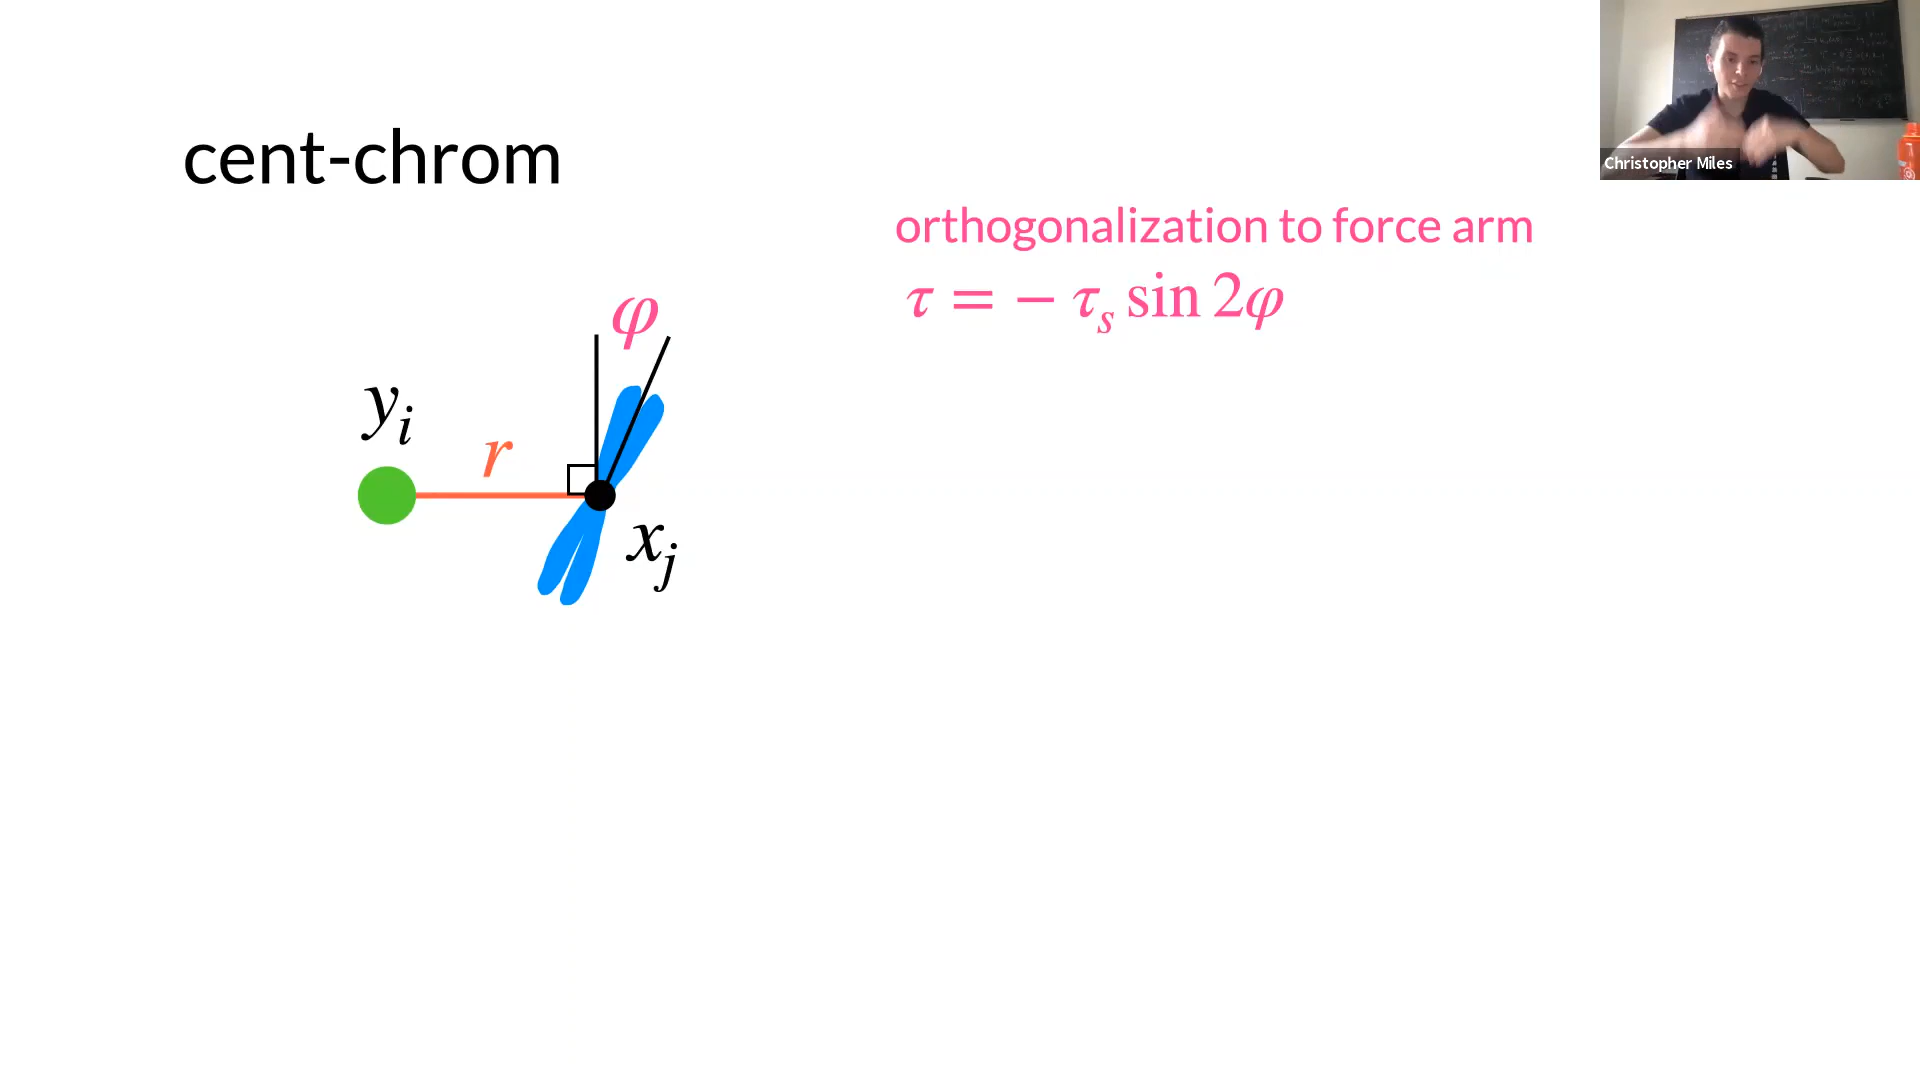 cent-chrom
Christopher Miles
orthogonalization to force arm
τ = − τₛ sin 2φ
φ
yᵢ
r
xⱼ